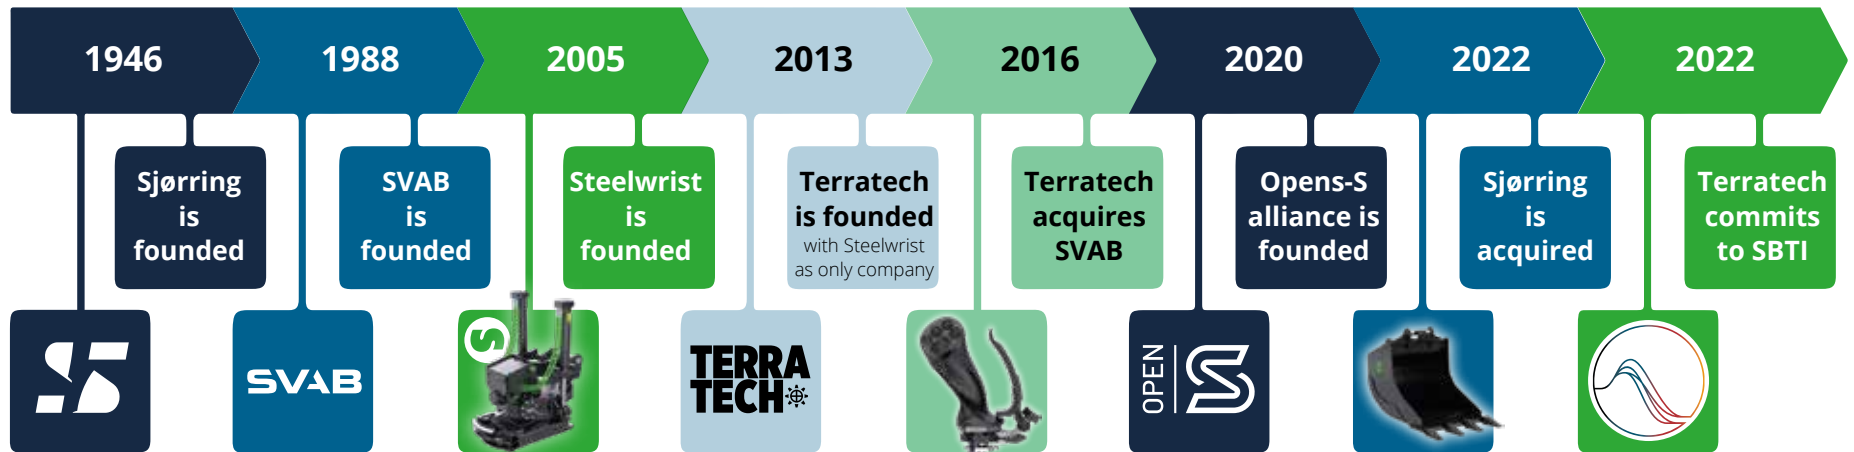 1946
1988
2005
2013
2016
2020
2022
2022
Sjørring
is
founded
SVAB
is
founded
Steelwrist
is
founded
Terratech
is founded
with Steelwrist
as only company
Terratech
acquires
SVAB
Opens-S
alliance is
founded
Sjørring
is
acquired
Terratech
commits
to SBTI
SVAB
TERRA
TECH
OPEN
S